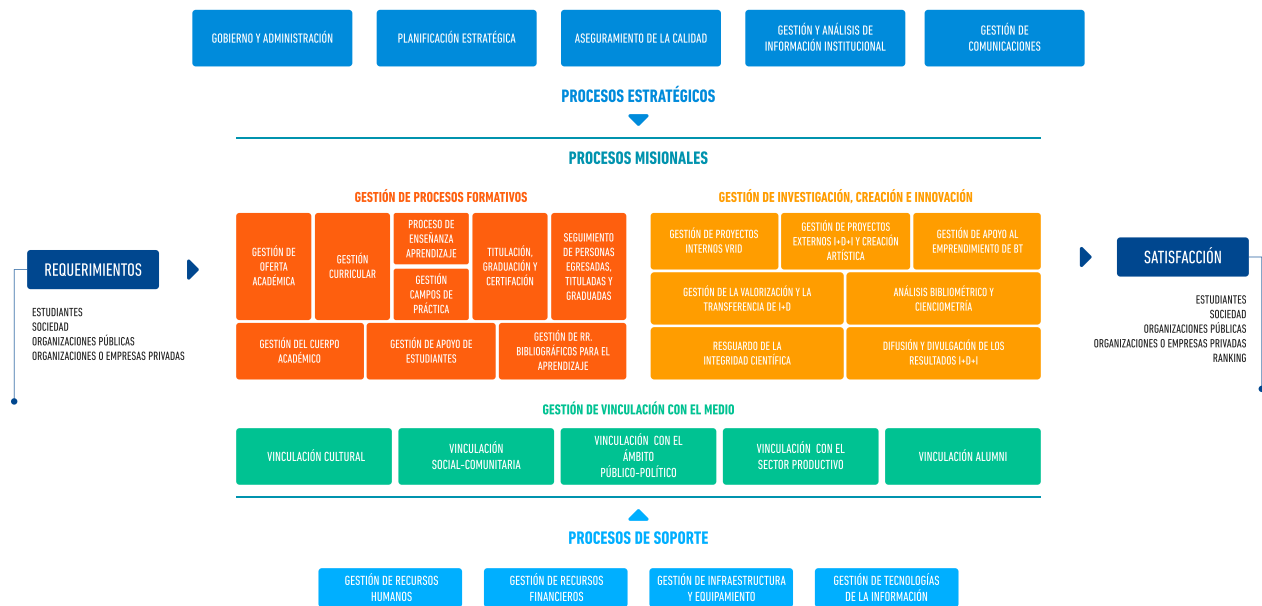 GOBIERNO Y ADMINISTRACIÓN
PLANIFICACIÓN ESTRATÉGICA
ASEGURAMIENTO DE LA CALIDAD
GESTIÓN Y ANÁLISIS DE
INFORMACIÓN INSTITUCIONAL
GESTIÓN DE
COMUNICACIONES
PROCESOS ESTRATÉGICOS
PROCESOS MISIONALES
REQUERIMIENTOS
ESTUDIANTES
SOCIEDAD
ORGANIZACIONES PÚBLICAS
ORGANIZACIONES O EMPRESAS PRIVADAS
GESTIÓN DE PROCESOS FORMATIVOS
GESTIÓN DE
OFERTA
ACADÉMICA
GESTIÓN
CURRICULAR
PROCESO DE
ENSEÑANZA
APRENDIZAJE
GESTIÓN
CAMPOS DE
PRÁCTICA
TITULACIÓN,
GRADUACIÓN Y
CERTIFACIÓN
SEGUIMIENTO
DE PERSONAS
EGRESADAS,
TITULADAS Y
GRADUADAS
GESTIÓN DEL CUERPO
ACADÉMICO
GESTIÓN DE APOYO DE
ESTUDIANTES
GESTIÓN DE RR.
BIBLIOGRÁFICOS PARA EL
APRENDIZAJE
GESTIÓN DE INVESTIGACIÓN, CREACIÓN E INNOVACIÓN
GESTIÓN DE PROYECTOS
INTERNOS VRID
GESTIÓN DE PROYECTOS
EXTERNOS I+D+I Y CREACIÓN
ARTÍSTICA
GESTIÓN DE APOYO AL
EMPRENDIMIENTO DE BT
GESTIÓN DE LA VALORIZACIÓN Y LA
TRANSFERENCIA DE I+D
ANÁLISIS BIBLIOMÉTRICO Y
CIENCIOMETRÍA
RESGUARDO DE LA
INTEGRIDAD CIENTÍFICA
DIFUSIÓN Y DIVULGACIÓN DE LOS
RESULTADOS I+D+I
SATISFACCIÓN
ESTUDIANTES
SOCIEDAD
ORGANIZACIONES PÚBLICAS
ORGANIZACIONES O EMPRESAS PRIVADAS
RANKING
GESTIÓN DE VINCULACIÓN CON EL MEDIO
VINCULACIÓN CULTURAL
VINCULACIÓN
SOCIAL-COMUNITARIA
VINCULACIÓN CON EL
ÁMBITO
PÚBLICO-POLÍTICO
VINCULACIÓN CON EL
SECTOR PRODUCTIVO
VINCULACIÓN ALUMNI
PROCESOS DE SOPORTE
GESTIÓN DE RECURSOS
HUMANOS
GESTIÓN DE RECURSOS
FINANCIEROS
GESTIÓN DE INFRAESTRUCTURA
Y EQUIPAMIENTO
GESTIÓN DE TECNOLOGÍAS
DE LA INFORMACIÓN